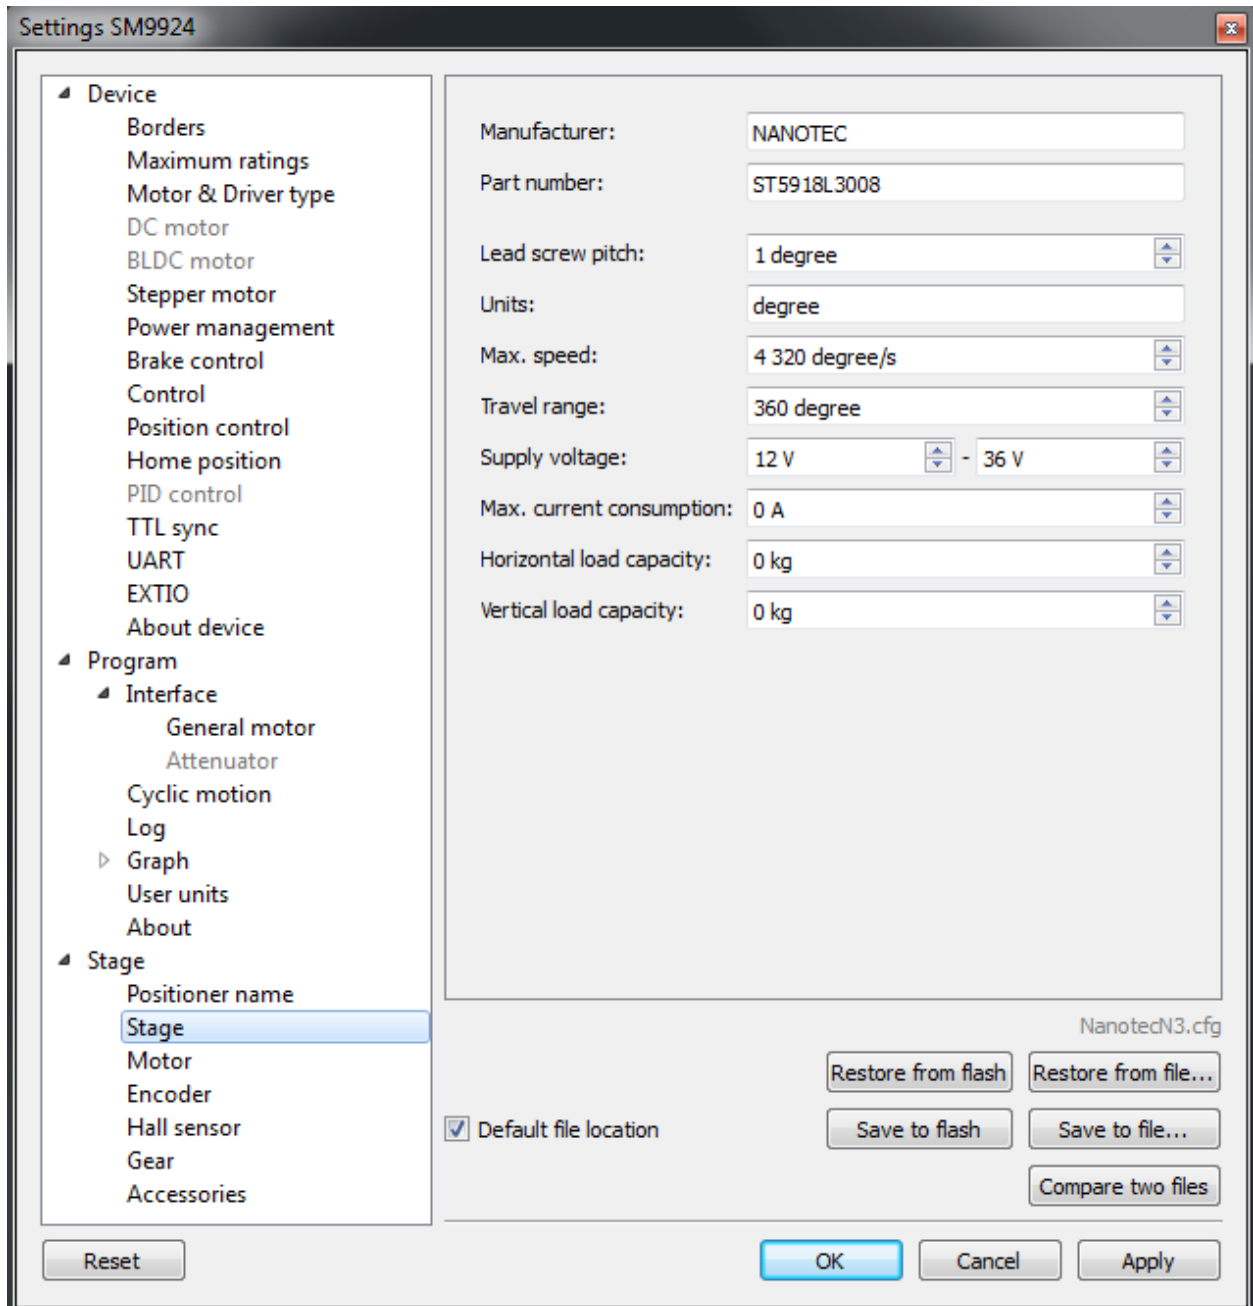 Settings SM9924
Device
Borders
Maximum ratings
Motor & Driver type
DC motor
BLDC motor
Stepper motor
Power management
Brake control
Control
Position control
Home position
PID control
TTL sync
UART
EXTIO
About device
Program
Interface
General motor
Attenuator
Cyclic motion
Log
Graph
User units
About
Stage
Positioner name
Stage
Motor
Encoder
Hall sensor
Gear
Accessories
Manufacturer: NANOTEC
Part number: ST5918L3008
Lead screw pitch: 1 degree
Units: degree
Max. speed: 4 320 degree/s
Travel range: 360 degree
Supply voltage: 12 V - 36 V
Max. current consumption: 0 A
Horizontal load capacity: 0 kg
Vertical load capacity: 0 kg
NanotecN3.cfg
Restore from flash Restore from file...
Default file location Save to flash Save to file...
Compare two files
Reset OK Cancel Apply